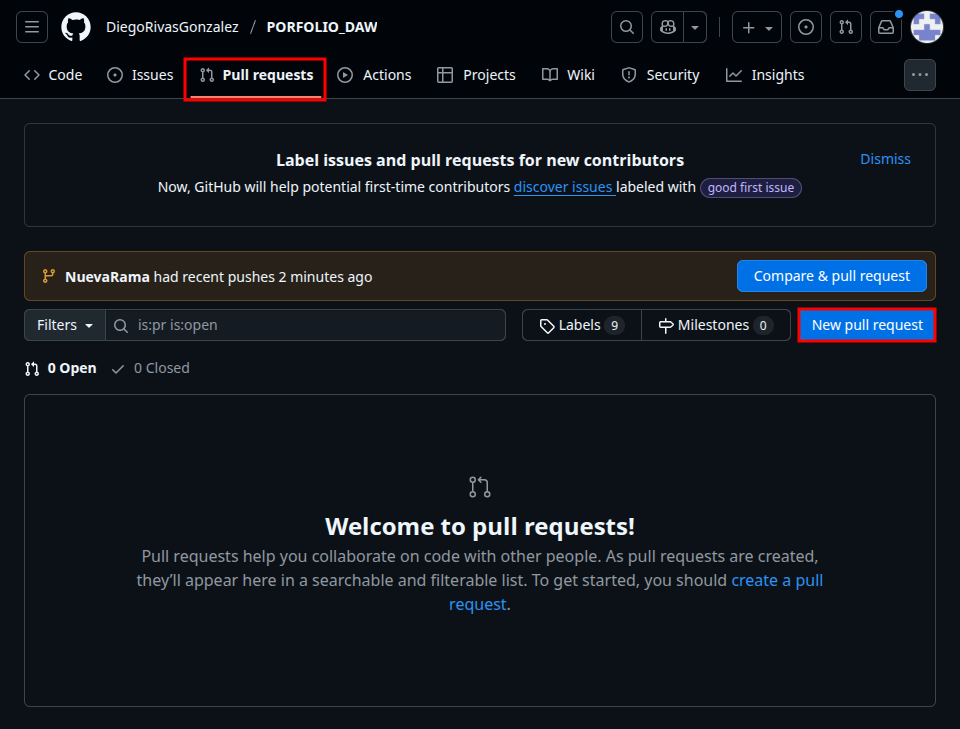 DiegoRivasGonzalez / PORFOLIO_DAW
Code Issues Pull requests Actions Projects Wiki Security Insights
Label issues and pull requests for new contributors
Dismiss
Now, GitHub will help potential first-time contributors discover issues labeled with good first issue
NuevaRama had recent pushes 2 minutes ago
Compare & pull request
Filters is:pr is:open Labels 9 Milestones 0 New pull request
0 Open 0 Closed
Welcome to pull requests!
Pull requests help you collaborate on code with other people. As pull requests are created,
they’ll appear here in a searchable and filterable list. To get started, you should create a pull
request.